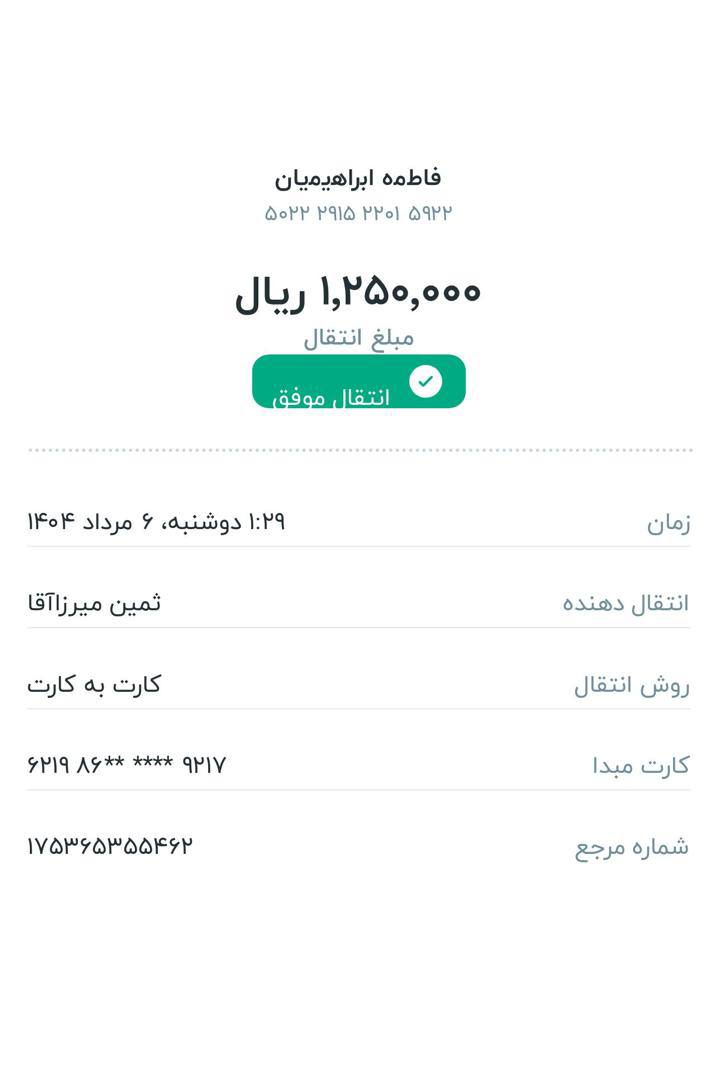 فاطمه ابراهیمیان
۵۰۲۲ ۲۹۱۵ ۲۲۰۱ ۵۹۲۲
۱,۲۵۰,۰۰۰ ریال
مبلغ انتقال
انتقال موفق
زمان ۱:۲۹ دوشنبه، ۶ مرداد ۱۴۰۴
انتقال دهنده ثمین میرزاآقا
روش انتقال کارت به کارت
کارت مبدا ۶۲۱۹ ۸۶** **** ۹۲۱۷
شماره مرجع ۱۷۵۳۶۵۳۵۵۴۶۲